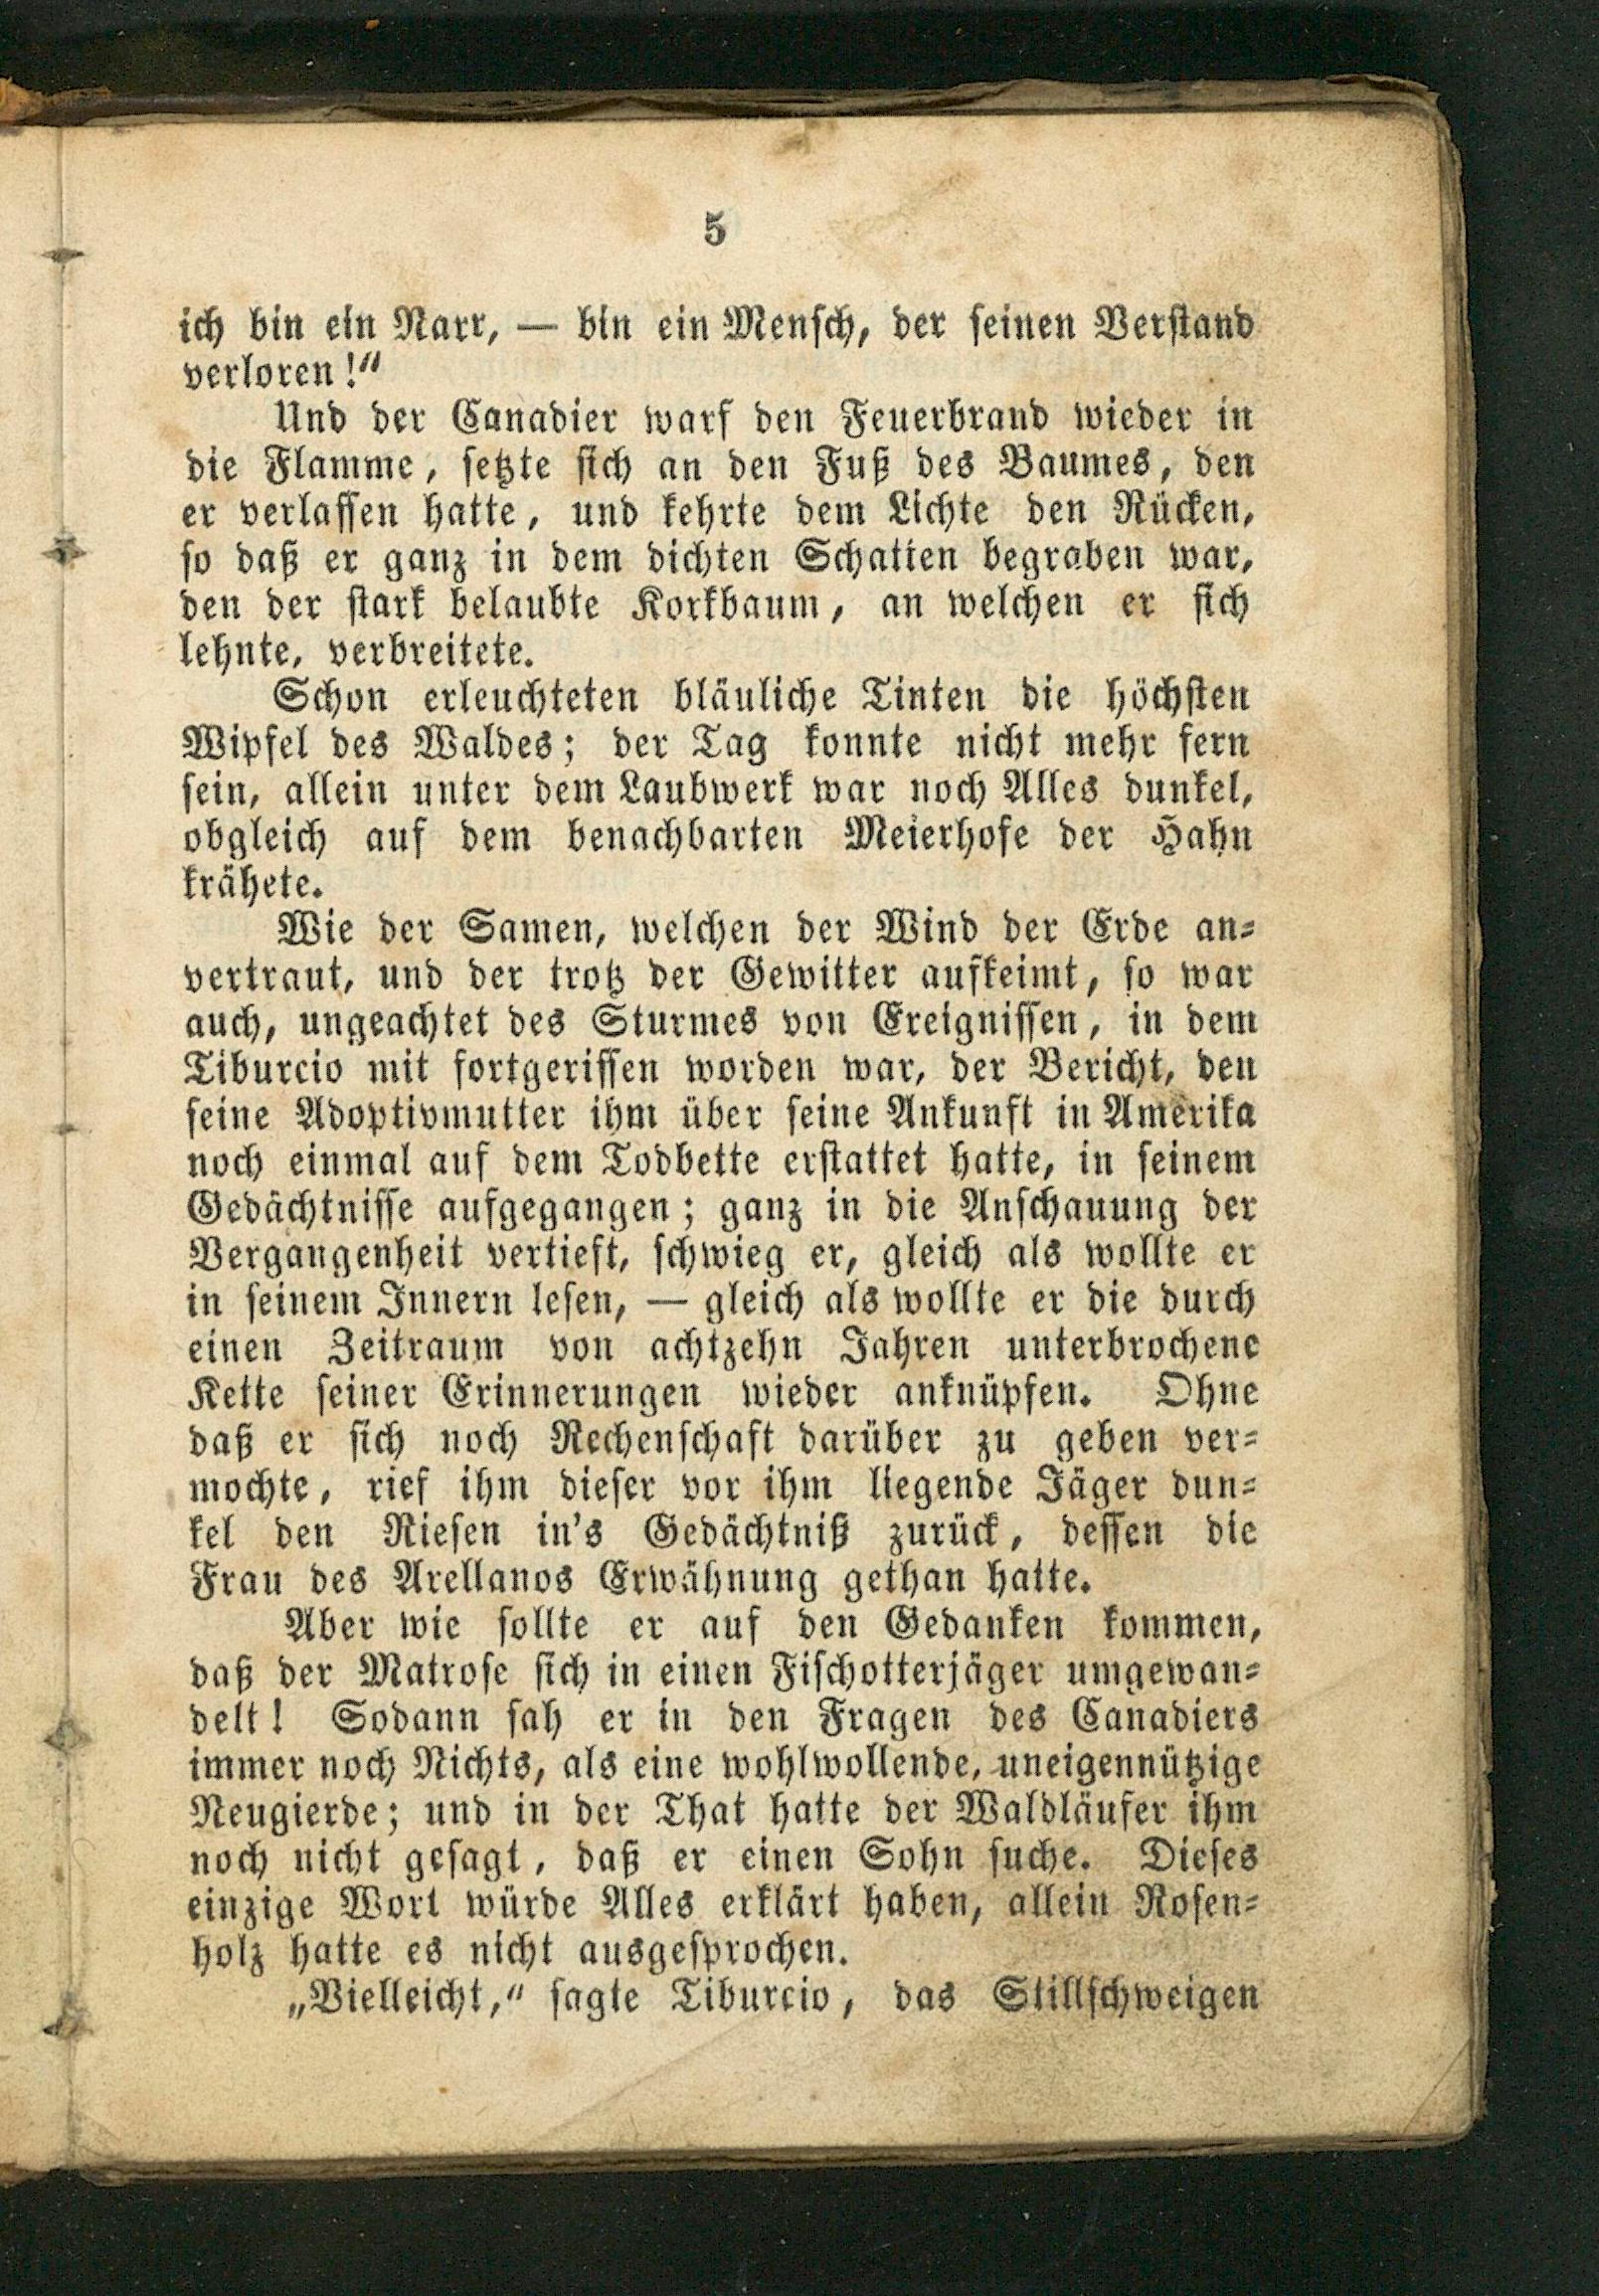 5
ich bin ein Narr, — bin ein Mensch, der seinen Verstand
verloren!“
Und der Canadier warf den Feuerbrand wieder in
die Flamme, setzte sich an den Fuß des Baumes, den
er verlassen hatte, und kehrte dem Lichte den Rücken,
so daß er ganz in dem dichten Schatten begraben war,
den der stark belaubte Korkbaum, an welchen er sich
lehnte, verbreitete.
Schon erleuchteten bläuliche Tinten die höchsten
Wipfel des Waldes; der Tag konnte nicht mehr fern
sein, allein unter dem Laubwerk war noch Alles dunkel,
obgleich auf dem benachbarten Meierhofe der Hahn
krähete.
Wie der Samen, welchen der Wind der Erde an-
vertraut, und der trotz der Gewitter aufkeimt, so war
auch, ungeachtet des Sturmes von Ereignissen, in dem
Tiburcio mit fortgerissen worden war, der Bericht, den
seine Adoptivmutter ihm über seine Ankunft in Amerika
noch einmal auf dem Todbette erstattet hatte, in seinem
Gedächtnisse aufgegangen; ganz in die Anschauung der
Vergangenheit vertieft, schwieg er, gleich als wollte er
in seinem Innern lesen, — gleich als wollte er die durch
einen Zeitraum von achtzehn Jahren unterbrochene
Kette seiner Erinnerungen wieder anknüpfen. Ohne
daß er sich noch Rechenschaft darüber zu geben ver-
mochte, rief ihm dieser vor ihm liegende Jäger dun-
kel den Riesen in's Gedächtniß zurück, dessen die
Frau des Arellanos Erwähnung gethan hatte.
Aber wie sollte er auf den Gedanken kommen,
daß der Matrose sich in einen Fischotterjäger umgewan-
delt! Sodann sah er in den Fragen des Canadiers
immer noch Nichts, als eine wohlwollende, uneigennützige
Neugierde; und in der That hatte der Waldläufer ihm
noch nicht gesagt, daß er einen Sohn suche. Dieses
einzige Wort würde Alles erklärt haben, allein Rosen-
holz hatte es nicht ausgesprochen.
„Vielleicht,“ sagte Tiburcio, das Stillschweigen